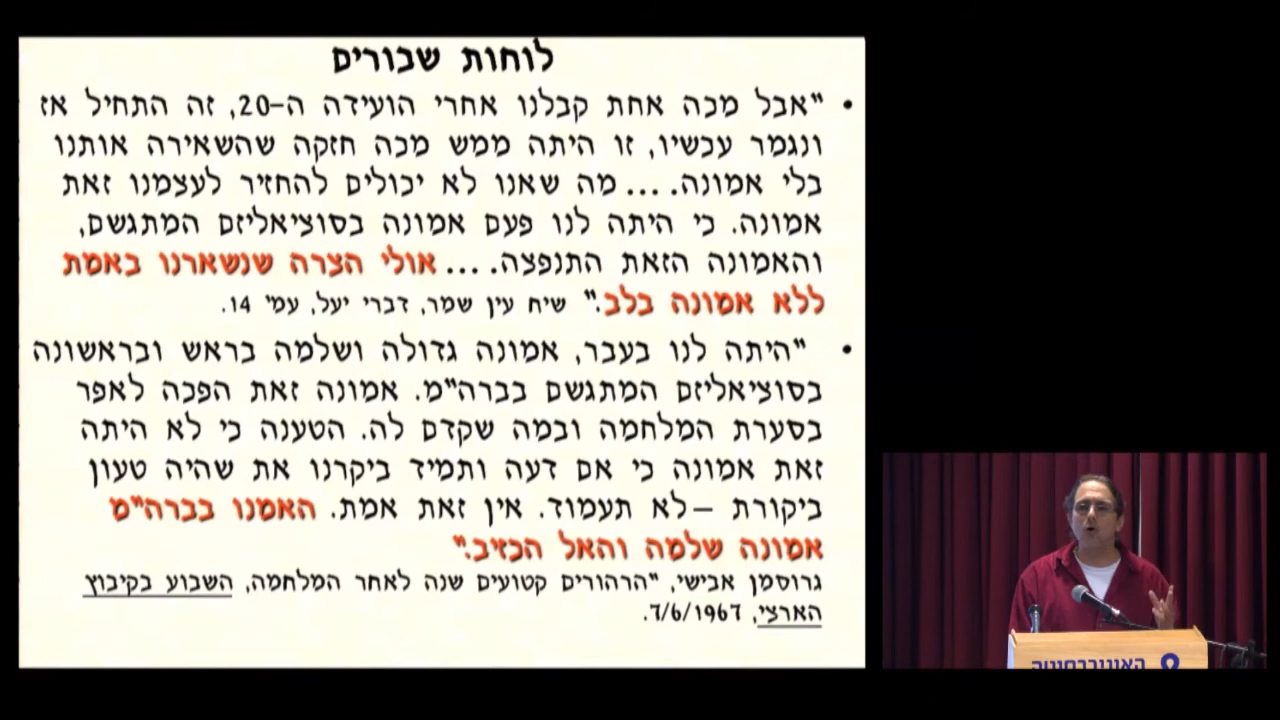 לוחות שבורים
• "אבל מכה אחת קבלנו אחרי הועידה ה-20, זה התחיל אז
ונגמר עכשיו, זו היתה ממש מכה חזקה שהשאירה אותנו
בלי אמונה.... מה שאנו לא יכולים להחזיר לעצמנו זאת
אמונה. כי היתה לנו פעם אמונה בסוציאליזם המתגשם,
והאמונה הזאת התנפצה.... אולי הצרה שנשארנו באמת
ללא אמונה בלב." שיח עין שמר, דברי יעל, עמ' 14.
• "היתה לנו בעבר, אמונה גדולה ושלמה בראש ובראשונה
בסוציאליזם המתגשם בברה"מ. אמונה זאת הפכה לאפר
בסערת המלחמה ובמה שקדם לה. הטענה כי לא היתה
זאת אמונה כי אם דעה ותמיד ביקרנו את שהיה טעון
ביקורת – לא תעמוד. אין זאת אמת. האמנו בברה"מ
אמונה שלמה והאל הכזיב."
גרוסמן אבישי, "הרהורים קטועים שנה לאחר המלחמה, השבוע בקיבוץ
הארצי, 7/6/1967.
האוניברסיטה